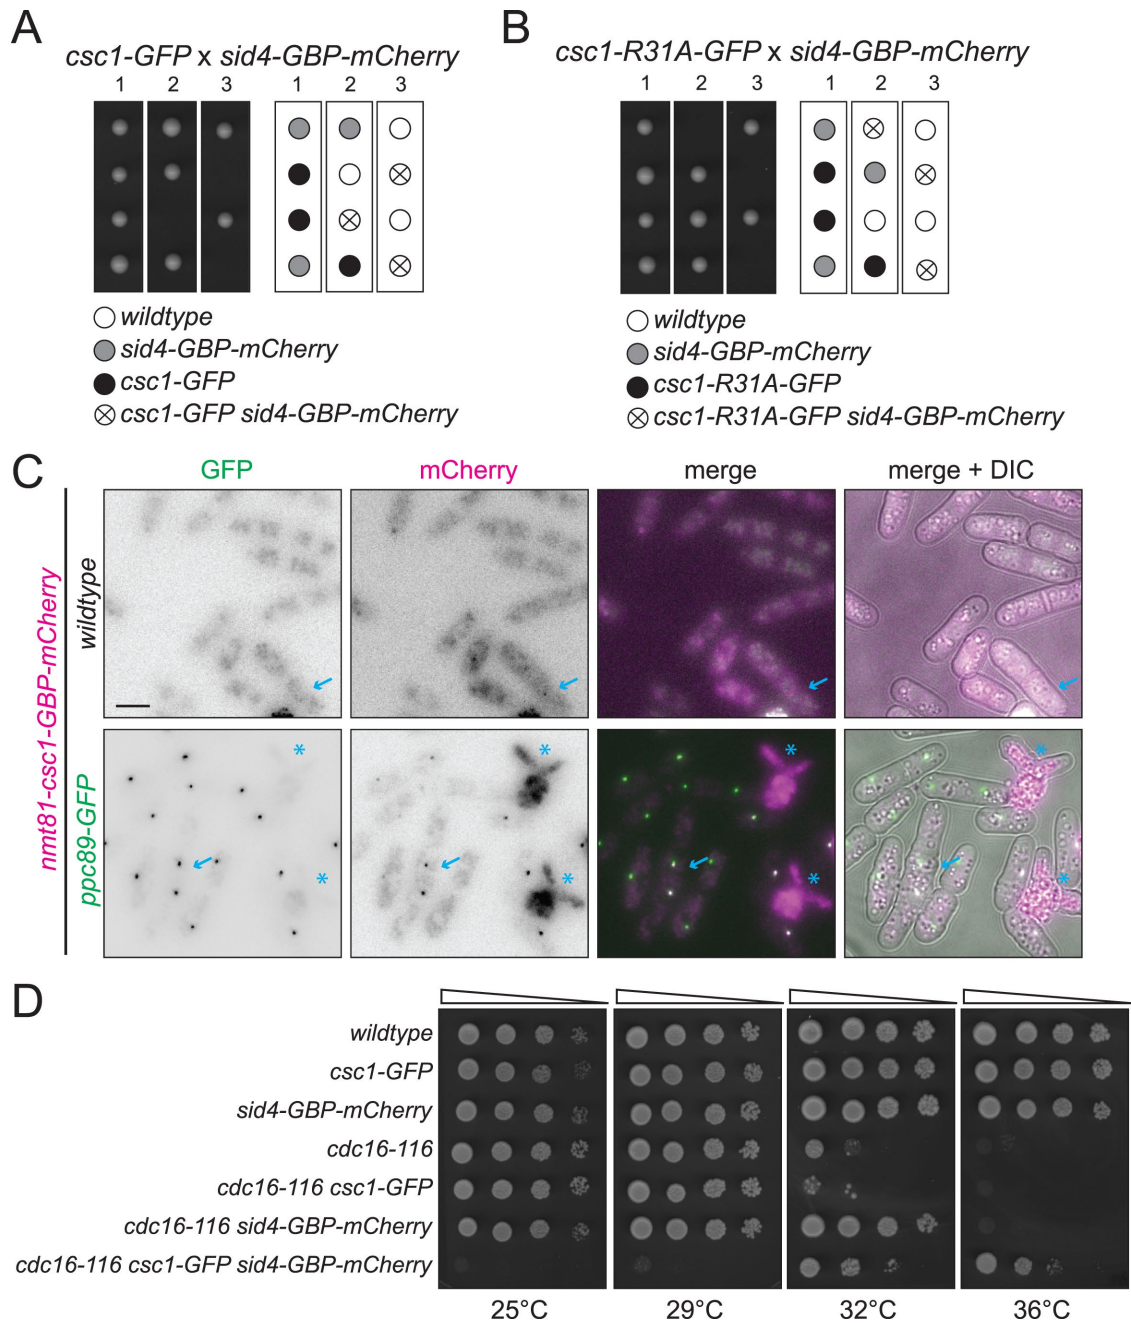 A
csc1-GFP x sid4-GBP-mCherry
1 2 3 1 2 3
wildtype
sid4-GBP-mCherry
csc1-GFP
csc1-GFP sid4-GBP-mCherry
B
csc1-R31A-GFP x sid4-GBP-mCherry
1 2 3 1 2 3
wildtype
sid4-GBP-mCherry
csc1-R31A-GFP
csc1-R31A-GFP sid4-GBP-mCherry
C
GFP mCherry merge merge + DIC
nmt81-csc1-GBP-mCherry
wildtype
ppc89-GFP
* * * *
* * * *
D
wildtype
csc1-GFP
sid4-GBP-mCherry
cdc16-116
cdc16-116 csc1-GFP
cdc16-116 sid4-GBP-mCherry
cdc16-116 csc1-GFP sid4-GBP-mCherry
25°C 29°C 32°C 36°C